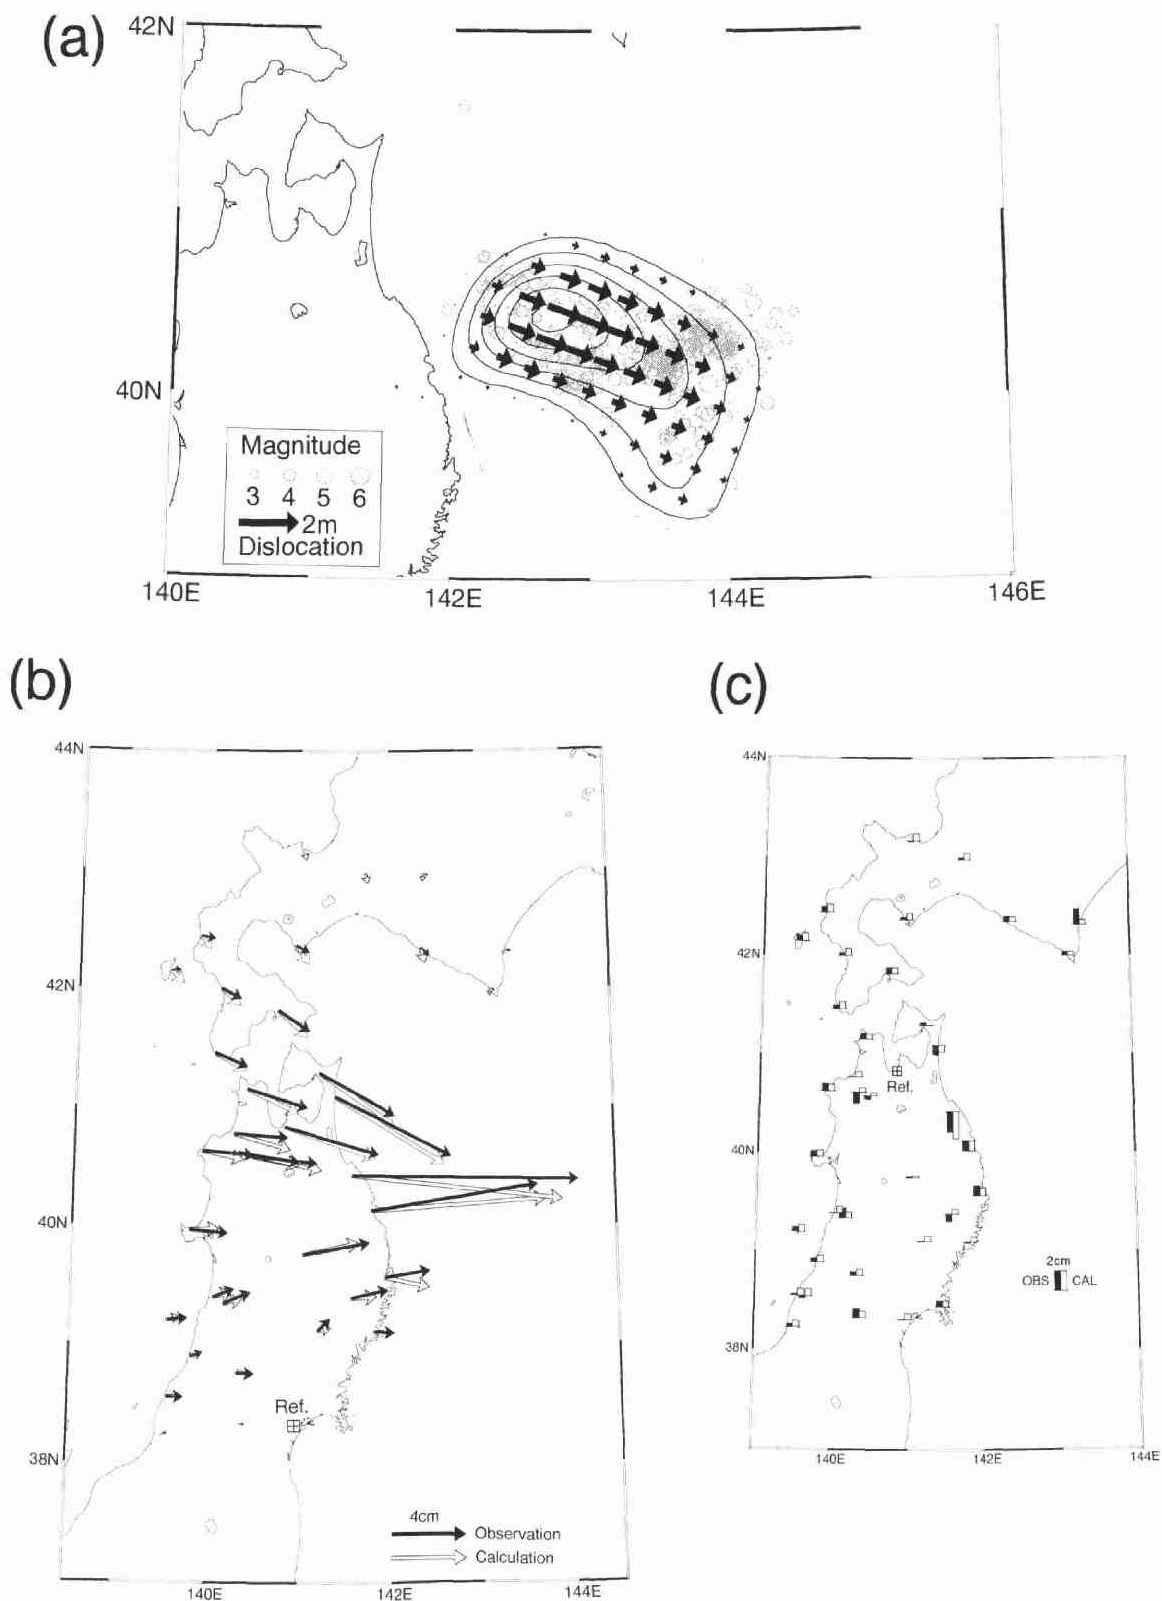 (a)
42N
40N
Magnitude
3 4 5 6
2m
Dislocation
140E 142E 144E 146E
(b)
44N
42N
40N
38N
Ref.
4cm
Observation
Calculation
140E 142E 144E
(c)
44N
42N
40N
38N
Ref.
2cm
OBS CAL
140E 142E 144E